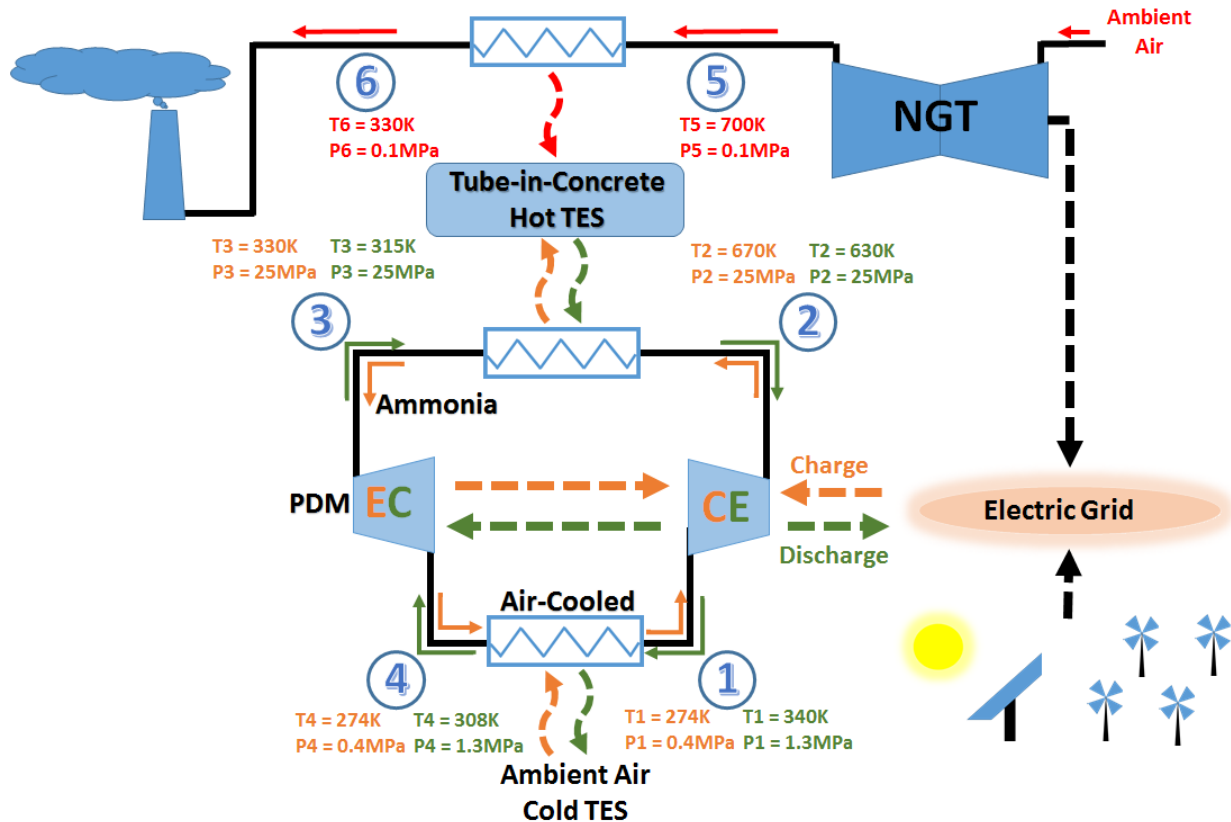 Ambient
Air
6
5
NGT
T6 = 330K
P6 = 0.1MPa
T5 = 700K
P5 = 0.1MPa
Tube-in-Concrete
Hot TES
T3 = 330K
P3 = 25MPa
T3 = 315K
P3 = 25MPa
T2 = 670K
P2 = 25MPa
T2 = 630K
P2 = 25MPa
3
2
Ammonia
PDM
EC
CE
Charge
Electric Grid
Discharge
Air-Cooled
4
1
T4 = 274K
P4 = 0.4MPa
T4 = 308K
P4 = 1.3MPa
T1 = 274K
P1 = 0.4MPa
T1 = 340K
P1 = 1.3MPa
Ambient Air
Cold TES